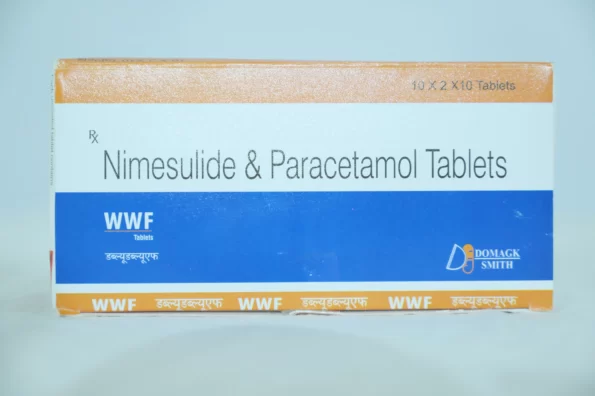 10 X 2 X10 Tablets
Rx
Nimesulide & Paracetamol Tablets
WWF
Tablets
डब्ल्यूडब्ल्यूएफ
DOMAGK
SMITH
WWF डब्ल्यूडब्ल्यूएफ WWF डब्ल्यूडब्ल्यूएफ WWF डब्ल्यूडब्ल्यूएफ